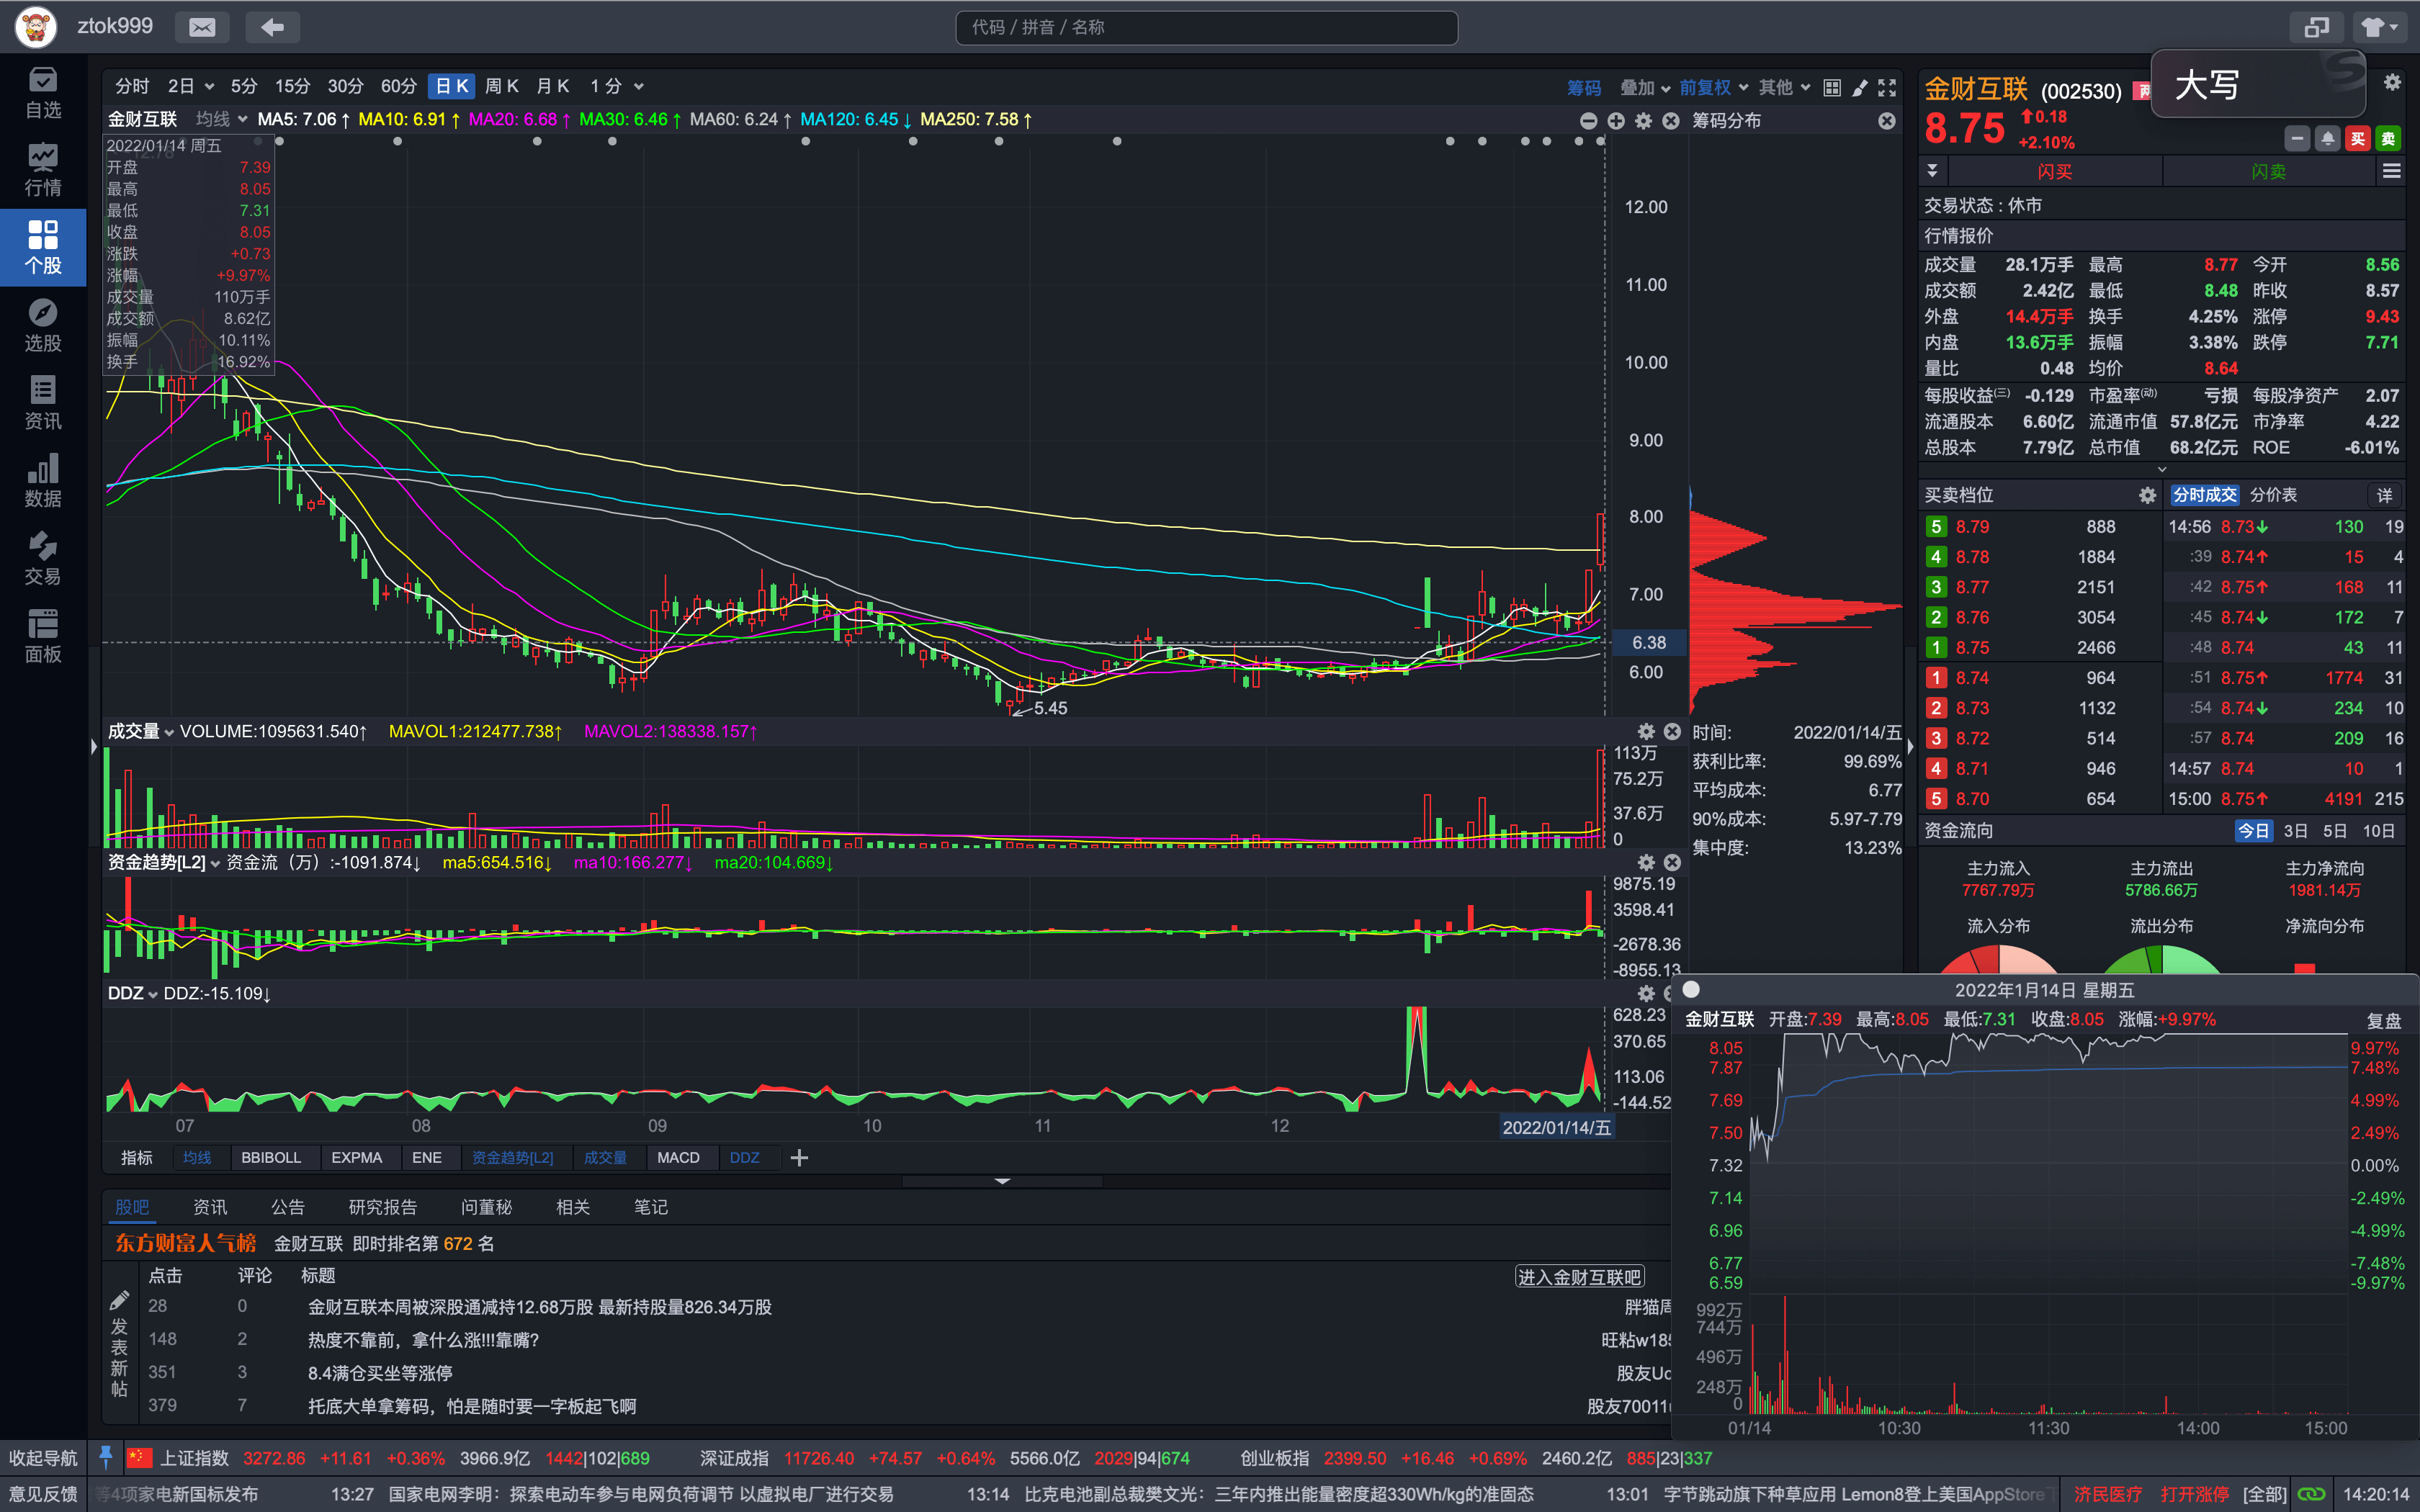 ztok999
代码 / 拼音 / 名称
大写
自选
行情
个股
选股
资讯
数据
交易
面板
分时 2日 5分 15分 30分 60分 日K 周K 月K 1分 筹码 叠加 前复权 其他
金财互联 均线 MA5: 7.06↑ MA10: 6.91↑ MA20: 6.68↑ MA30: 6.46↑ MA60: 6.24↑ MA120: 6.45↓ MA250: 7.58↑
筹码分布
2022/01/14 周五
开盘 7.39
最高 8.05
最低 7.31
收盘 8.05
涨跌 +0.73
涨幅 +9.97%
成交量 110万手
成交额 8.62亿
振幅 10.11%
换手 16.92%
12.00
11.00
10.00
9.00
8.00
7.00
6.38
6.00
5.45
成交量 VOLUME:1095631.540↑ MAVOL1:212477.738↑ MAVOL2:138338.157↑
113万
75.2万
37.6万
0
资金趋势[L2] 资金流（万）:-1091.874↓ ma5:654.516↓ ma10:166.277↓ ma20:104.669↓
9875.19
3598.41
-2678.36
-8955.13
DDZ DDZ:-15.109↓
628.23
370.65
113.06
-144.52
07 08 09 10 11 12 2022/01/14/五
时间: 2022/01/14/五
获利比率: 99.69%
平均成本: 6.77
90%成本: 5.97-7.79
集中度: 13.23%
指标 均线 BBIBOLL EXPMA ENE 资金趋势[L2] 成交量 MACD DDZ
股吧 资讯 公告 研究报告 问董秘 相关 笔记
东方财富人气榜 金财互联 即时排名第 672 名
点击 评论 标题 进入金财互联吧
28 0 金财互联本周被深股通减持12.68万股 最新持股量826.34万股 胖猫
148 2 热度不靠前，拿什么涨!!!靠嘴? 旺粘w185
351 3 8.4满仓买坐等涨停 股友
379 7 托底大单拿筹码，怕是随时要一字板起飞啊 股友70011
发表新帖
金财互联 (002530)
8.75 ↑0.18
+2.10%
买 卖
闪买 闪卖
交易状态 : 休市
行情报价
成交量 28.1万手 最高 8.77 今开 8.56
成交额 2.42亿 最低 8.48 昨收 8.57
外盘 14.4万手 换手 4.25% 涨停 9.43
内盘 13.6万手 振幅 3.38% 跌停 7.71
量比 0.48 均价 8.64
每股收益(三) -0.129 市盈率(动) 亏损 每股净资产 2.07
流通股本 6.60亿 流通市值 57.8亿元 市净率 4.22
总股本 7.79亿 总市值 68.2亿元 ROE -6.01%
买卖档位 分时成交 分价表 详
5 8.79 888 14:56 8.73↓ 130 19
4 8.78 1884 :39 8.74↑ 15 4
3 8.77 2151 :42 8.75↑ 168 11
2 8.76 3054 :45 8.74↓ 172 7
1 8.75 2466 :48 8.74 43 11
1 8.74 964 :51 8.75↑ 1774 31
2 8.73 1132 :54 8.74↓ 234 10
3 8.72 514 :57 8.74 209 16
4 8.71 946 14:57 8.74 10 1
5 8.70 654 15:00 8.75↑ 4191 215
资金流向 今日 3日 5日 10日
主力流入 主力流出 主力净流向
7767.79万 5786.66万 1981.14万
流入分布 流出分布 净流向分布
2022年1月14日 星期五
金财互联 开盘:7.39 最高:8.05 最低:7.31 收盘:8.05 涨幅:+9.97% 复盘
8.05 9.97%
7.87 7.48%
7.69 4.99%
7.50 2.49%
7.32 0.00%
7.14 -2.49%
6.96 -4.99%
6.77 -7.48%
6.59 -9.97%
992万
744万
496万
248万
0
01/14 10:30 11:30 14:00 15:00
收起导航 上证指数 3272.86 +11.61 +0.36% 3966.9亿 1442|102|689 深证成指 11726.40 +74.57 +0.64% 5566.0亿 2029|94|674 创业板指 2399.50 +16.46 +0.69% 2460.2亿 885|23|337
意见反馈 等4项家电新国标发布 13:27 国家电网李明：探索电动车参与电网负荷调节 以虚拟电厂进行交易 13:14 比克电池副总裁樊文光：三年内推出能量密度超330Wh/kg的准固态 13:01 字节跳动旗下种草应用 Lemon8登上美国AppStore 济民医疗 打开涨停 [全部] 14:20:14